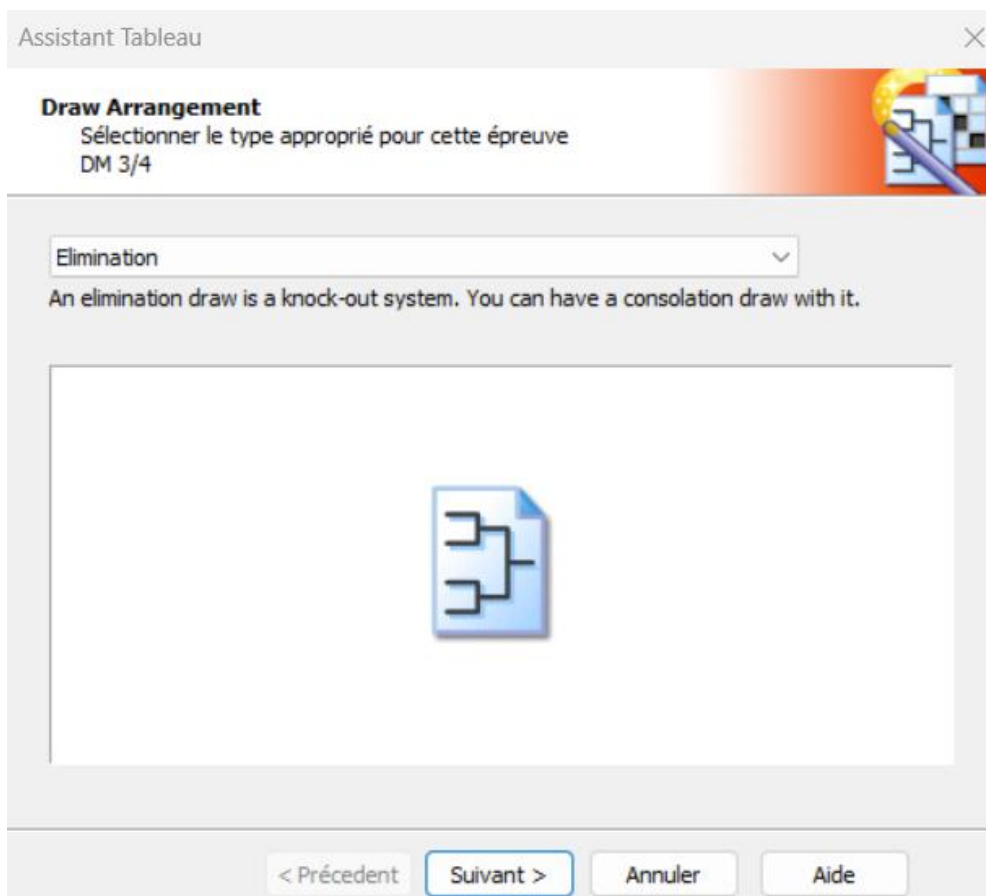 Assistant Tableau
Draw Arrangement
Sélectionner le type approprié pour cette épreuve
DM 3/4
Elimination
An elimination draw is a knock-out system. You can have a consolation draw with it.
< Précedent
Suivant >
Annuler
Aide